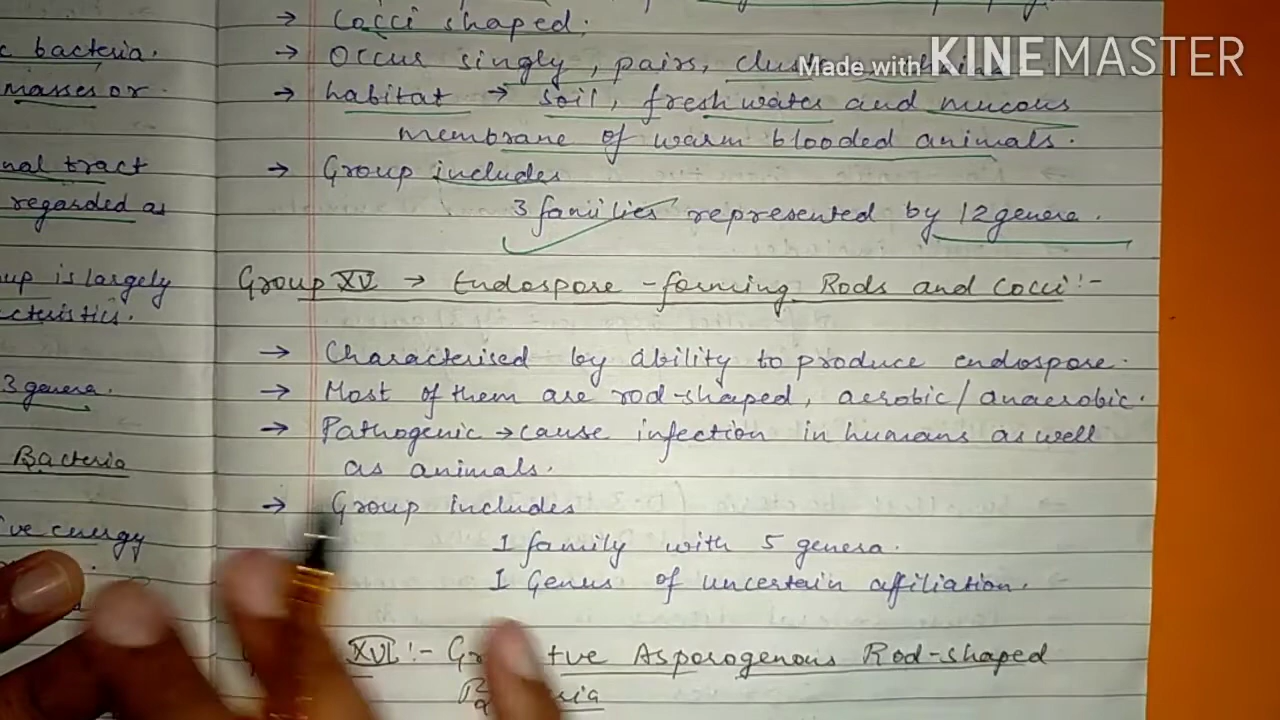 → Cocci shaped.
→ Occur singly, pairs,
Made with KINEMASTER
→ habitat → soil, freshwater and mucous
membrane of warm blooded animals.
→ Group includes
3 families represented by 12 genera.
Group XV → Endospore-forming Rods and cocci:-
→ Characterised by ability to produce endospore.
→ Most of them are rod-shaped, aerobic/anaerobic.
→ Pathogenic → cause infection in humans as well
as animals.
→ Group includes
1 family with 5 genera.
1 Genus of uncertain affiliation.
XVI:- +ve Asporogenous Rod-shaped
c bacteria.
masses or
nal tract
regarded as
up is largely
cteristics.
3 genera.
Bacteria
ive energy